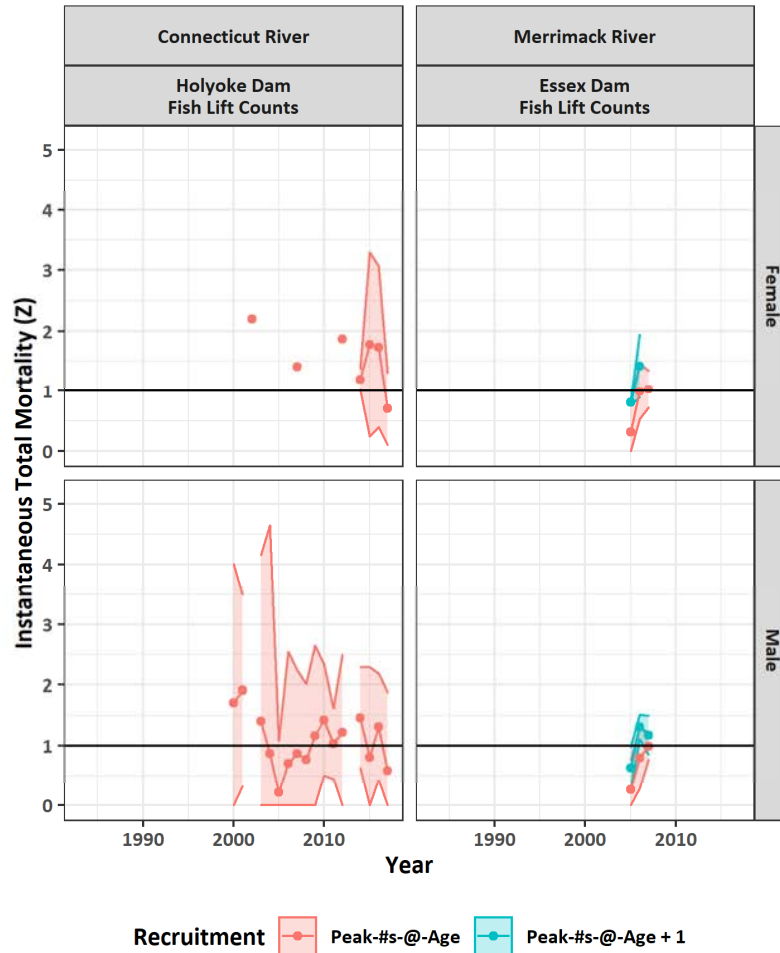 Connecticut River
Merrimack River
Holyoke Dam
Fish Lift Counts
Essex Dam
Fish Lift Counts
Instantaneous Total Mortality (Z)
5
4
3
2
1
0
Female
5
4
3
2
1
0
Male
1990 2000 2010
1990 2000 2010
Year
Recruitment Peak-#s-@-Age Peak-#s-@-Age + 1